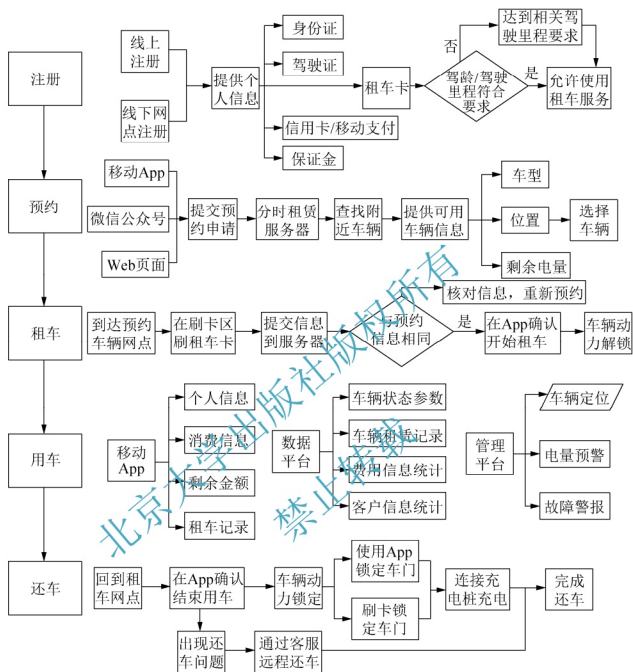 注册
线上
注册
线下网
点注册
提供个
人信息
身份证
驾驶证
租车卡
信用卡/移动支付
保证金
驾龄/驾驶
里程符合
要求
否
是
达到相关驾
驶里程要求
允许使用
租车服务
预约
移动App
微信公众号
Web页面
提交预
约申请
分时租赁
服务器
查找附
近车辆
提供可用
车辆信息
车型
位置
剩余电量
选择
车辆
租车
到达预约
车辆网点
在刷卡区
刷租车卡
提交信息
到服务器
与预约
信息相同
核对信息，重新预约
是
在App确认
开始租车
车辆动
力解锁
用车
移动
App
个人信息
消费信息
剩余金额
租车记录
数据
平台
车辆状态参数
车辆租赁记录
费用信息统计
客户信息统计
管理
平台
车辆定位
电量预警
故障警报
还车
回到租
车网点
在App确认
结束用车
车辆动
力锁定
使用App
锁定车门
刷卡锁
定车门
连接充
电桩充电
完成
还车
出现还
车问题
通过客服
远程还车
北京大学出版社版权所有
禁止转载